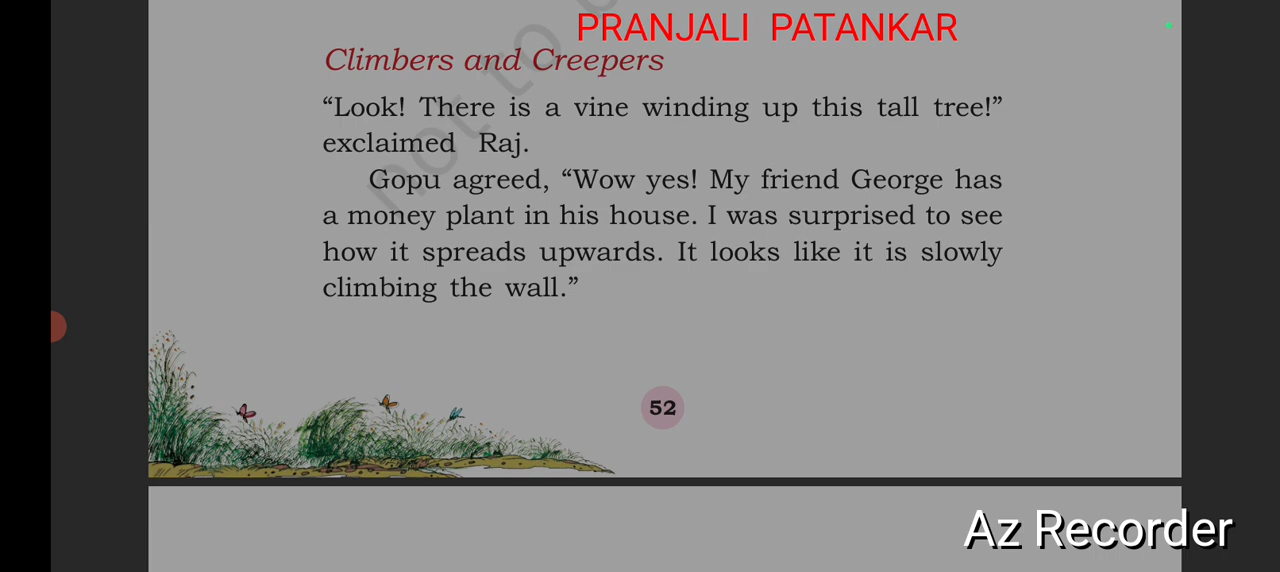 PRANJALI PATANKAR
Climbers and Creepers
“Look! There is a vine winding up this tall tree!”
exclaimed Raj.
Gopu agreed, “Wow yes! My friend George has
a money plant in his house. I was surprised to see
how it spreads upwards. It looks like it is slowly
climbing the wall.”
not to
52
Az Recorder